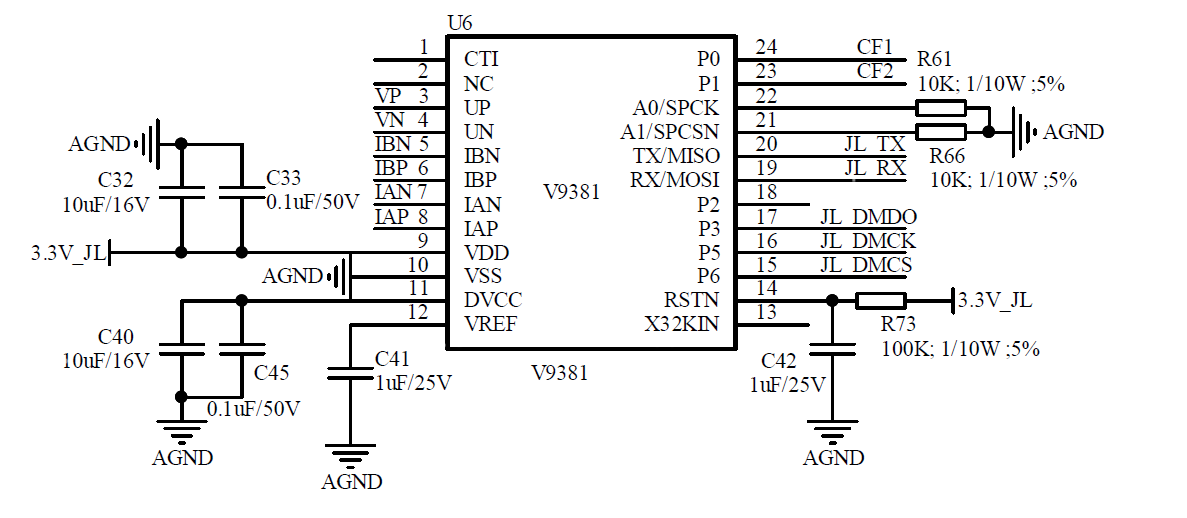 U6
1 CTI P0 24 CF1 R61
2 NC P1 23 CF2 10K; 1/10W ;5%
VP 3 UP A0/SPCK 22
VN 4 UN A1/SPCSN 21 AGND
AGND IBN 5 IBN TX/MISO 20 JL_TX R66
C32 C33 IBP 6 IBP V9381 RX/MOSI 19 JL_RX 10K; 1/10W ;5%
10uF/16V 0.1uF/50V IAN 7 IAN P2 18
IAP 8 IAP P3 17 JL_DMDO
3.3V_JL 9 VDD P5 16 JL_DMCK
AGND 10 VSS P6 15 JL_DMCS
11 DVCC RSTN 14 3.3V_JL
12 VREF X32KIN 13 R73
C40 C41 C42 100K; 1/10W ;5%
10uF/16V C45 1uF/25V V9381 1uF/25V
0.1uF/50V
AGND AGND AGND